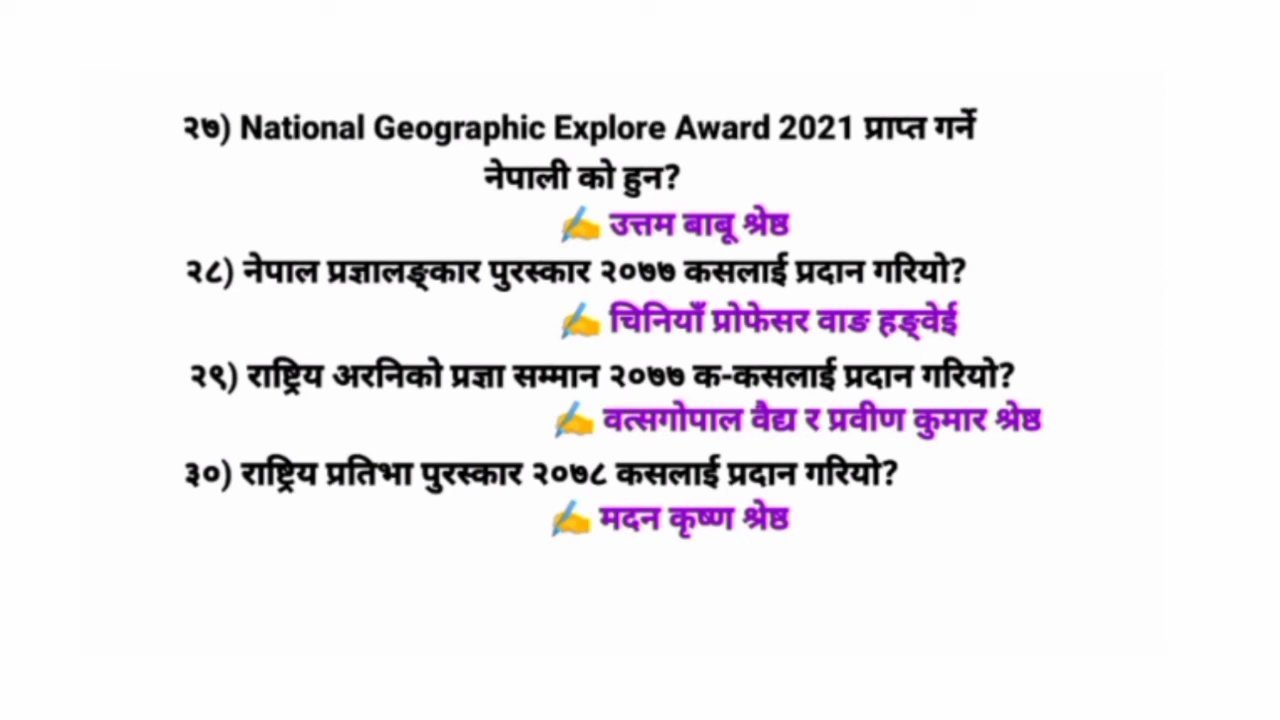 २७) National Geographic Explore Award 2021 प्राप्त गर्ने
नेपाली को हुन?
✍️ उत्तम बाबू श्रेष्ठ
२८) नेपाल प्रज्ञालङ्कार पुरस्कार २०७७ कसलाई प्रदान गरियो?
✍️ चिनियाँ प्रोफेसर वाङ हङ्वेई
२९) राष्ट्रिय अरनिको प्रज्ञा सम्मान २०७७ क-कसलाई प्रदान गरियो?
✍️ वत्सगोपाल वैद्य र प्रवीण कुमार श्रेष्ठ
३०) राष्ट्रिय प्रतिभा पुरस्कार २०७८ कसलाई प्रदान गरियो?
✍️ मदन कृष्ण श्रेष्ठ